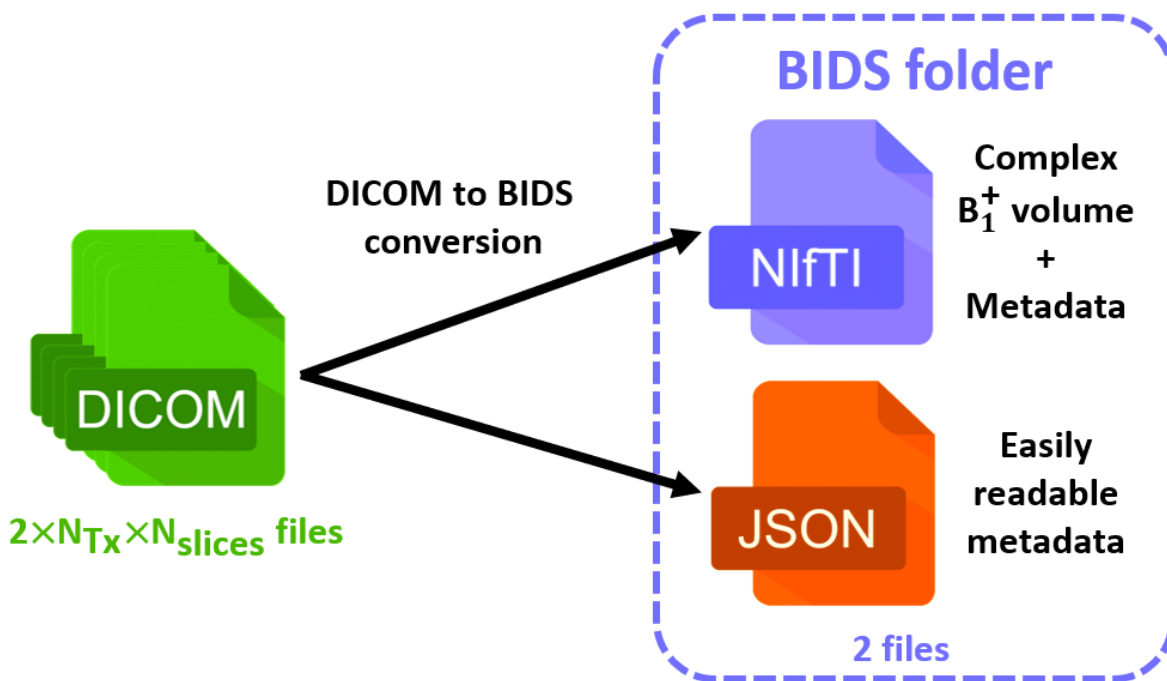 BIDS folder
DICOM to BIDS
conversion
Complex
B₁⁺ volume
+
Metadata
NIfTI
DICOM
2×N_Tx×N_slices files
Easily
readable
metadata
JSON
2 files